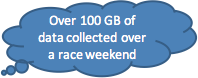 Over 100 GB of
data collected over
a race weekend